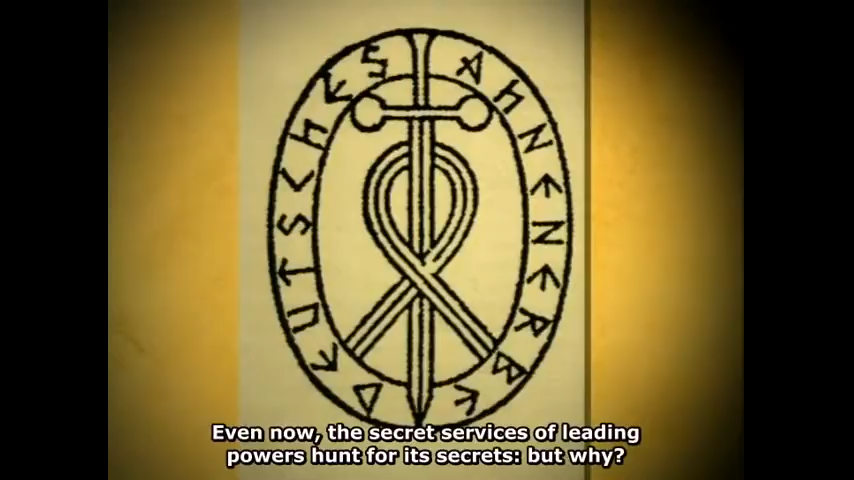 DEUTSCHES AHNENERBE
Even now, the secret services of leading
powers hunt for its secrets: but why?